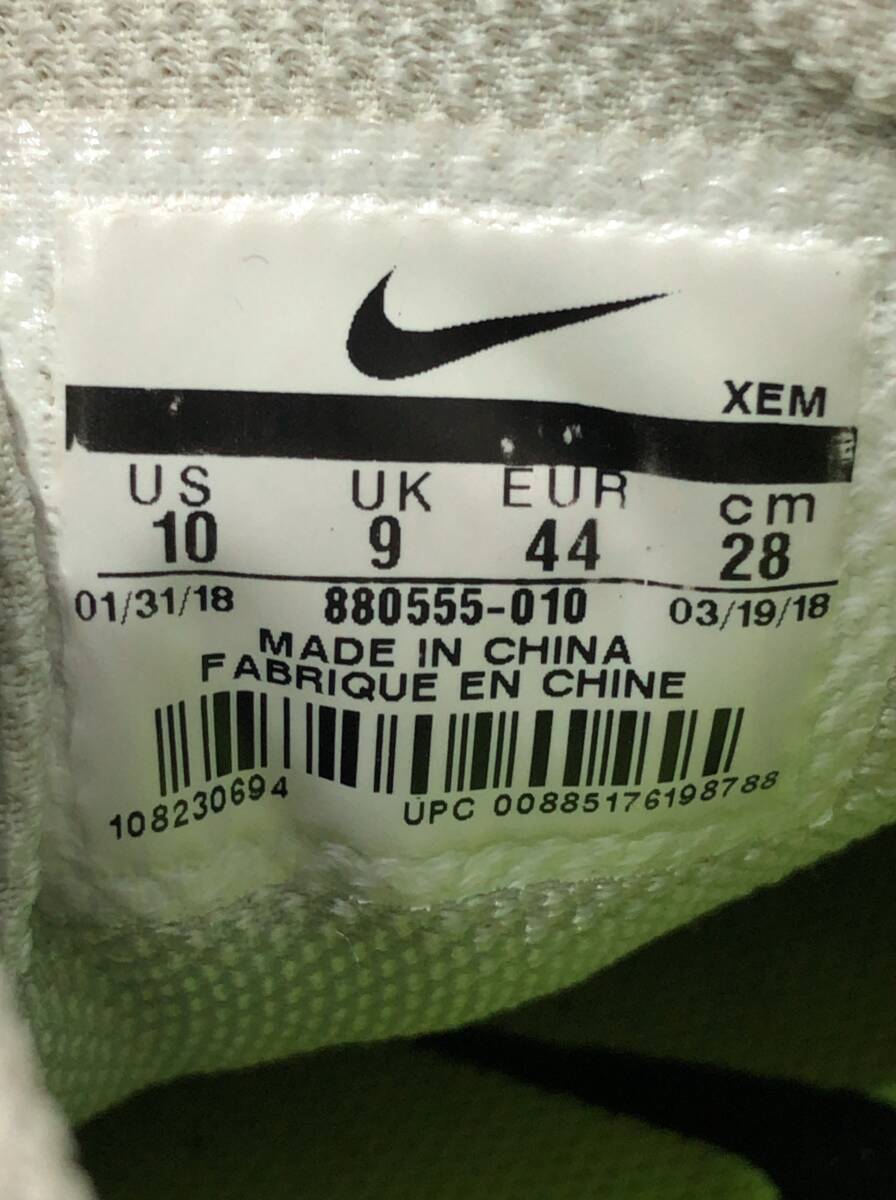 XEM
US UK EUR cm
10 9 44 28
01/31/18 880555-010 03/19/18
MADE IN CHINA
FABRIQUE EN CHINE
108230694 UPC 00885176198788